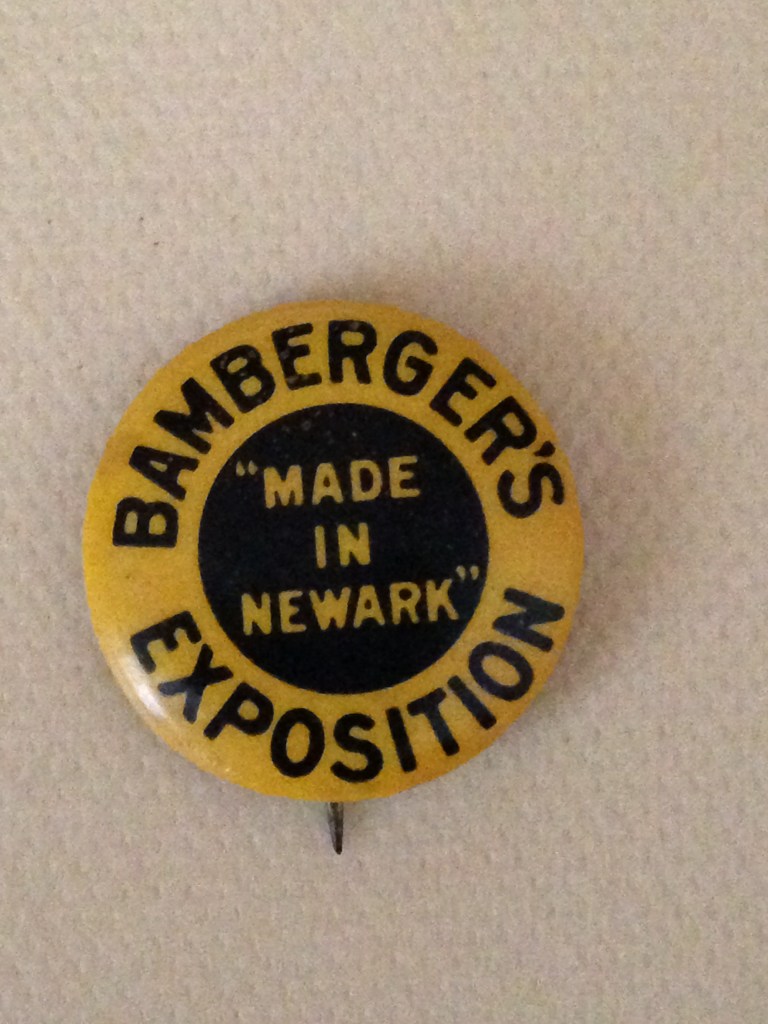 BAMBERGER'S
"MADE
IN
NEWARK"
EXPOSITION